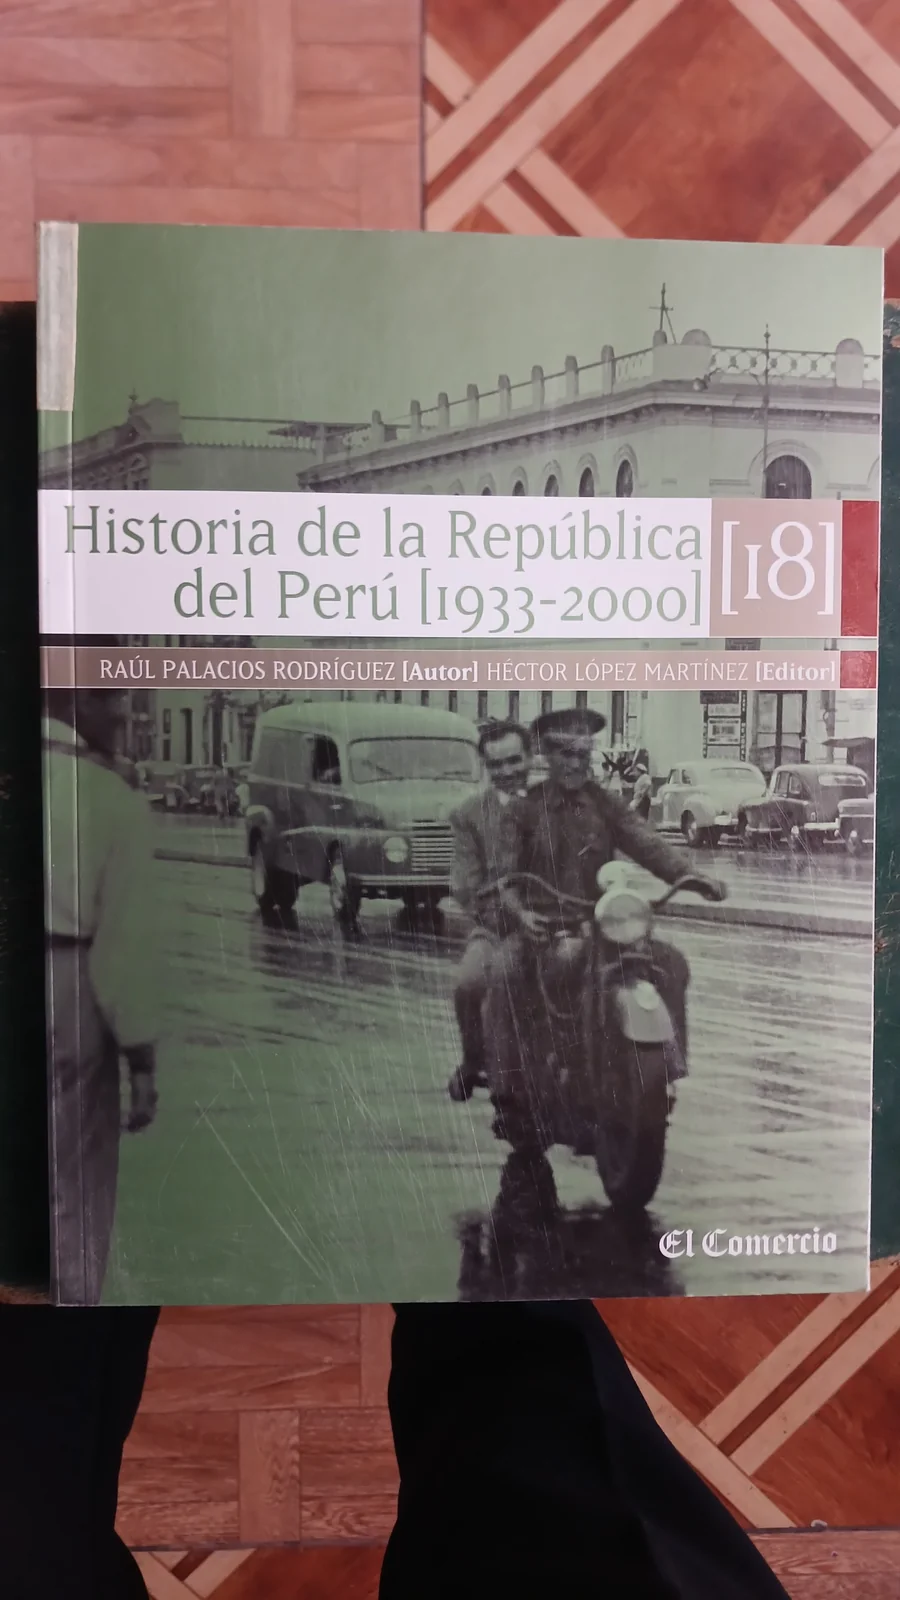 Historia de la República
del Perú [1933-2000]
[18]
RAÚL PALACIOS RODRÍGUEZ [Autor] HÉCTOR LÓPEZ MARTÍNEZ [Editor]
El Comercio